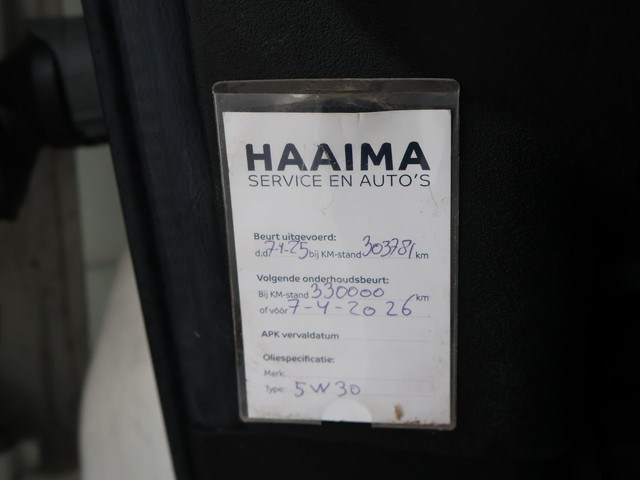 HAAIMA
SERVICE EN AUTO'S
Beurt uitgevoerd:
d.d. 7-4-25 bij KM-stand 303781 km
Volgende onderhoudsbeurt:
Bij KM-stand 330000 km
of vóór 7-4-2026
APK vervaldatum
Oliespecificatie:
Merk:
Type: 5W30